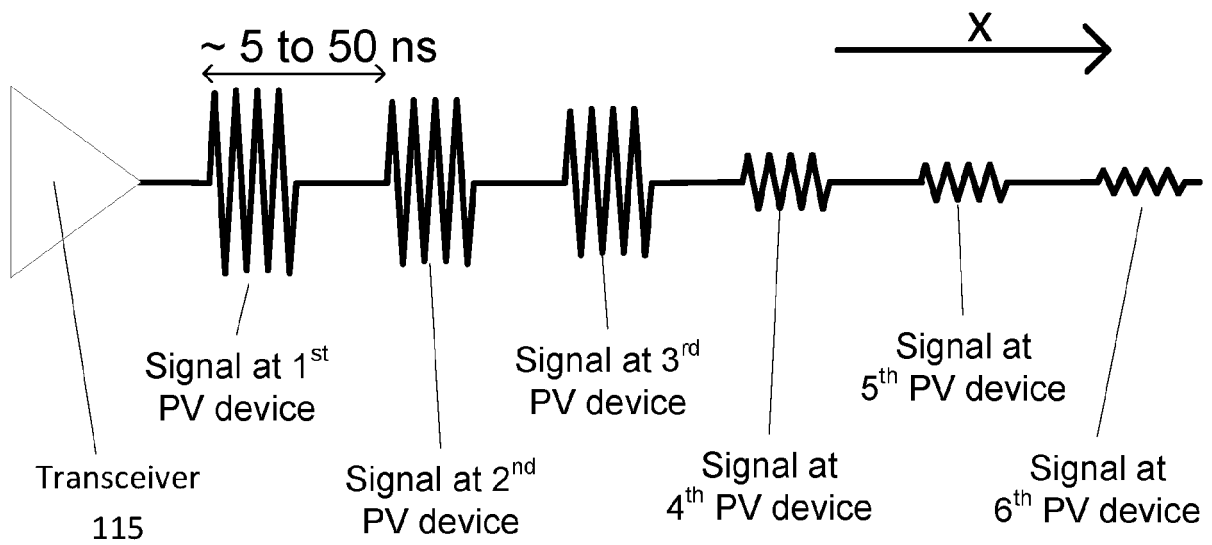 ~ 5 to 50 ns
X
Signal at 1st
PV device
Signal at 2nd
PV device
Signal at 3rd
PV device
Signal at
4th PV device
Signal at
5th PV device
Signal at
6th PV device
Transceiver
115